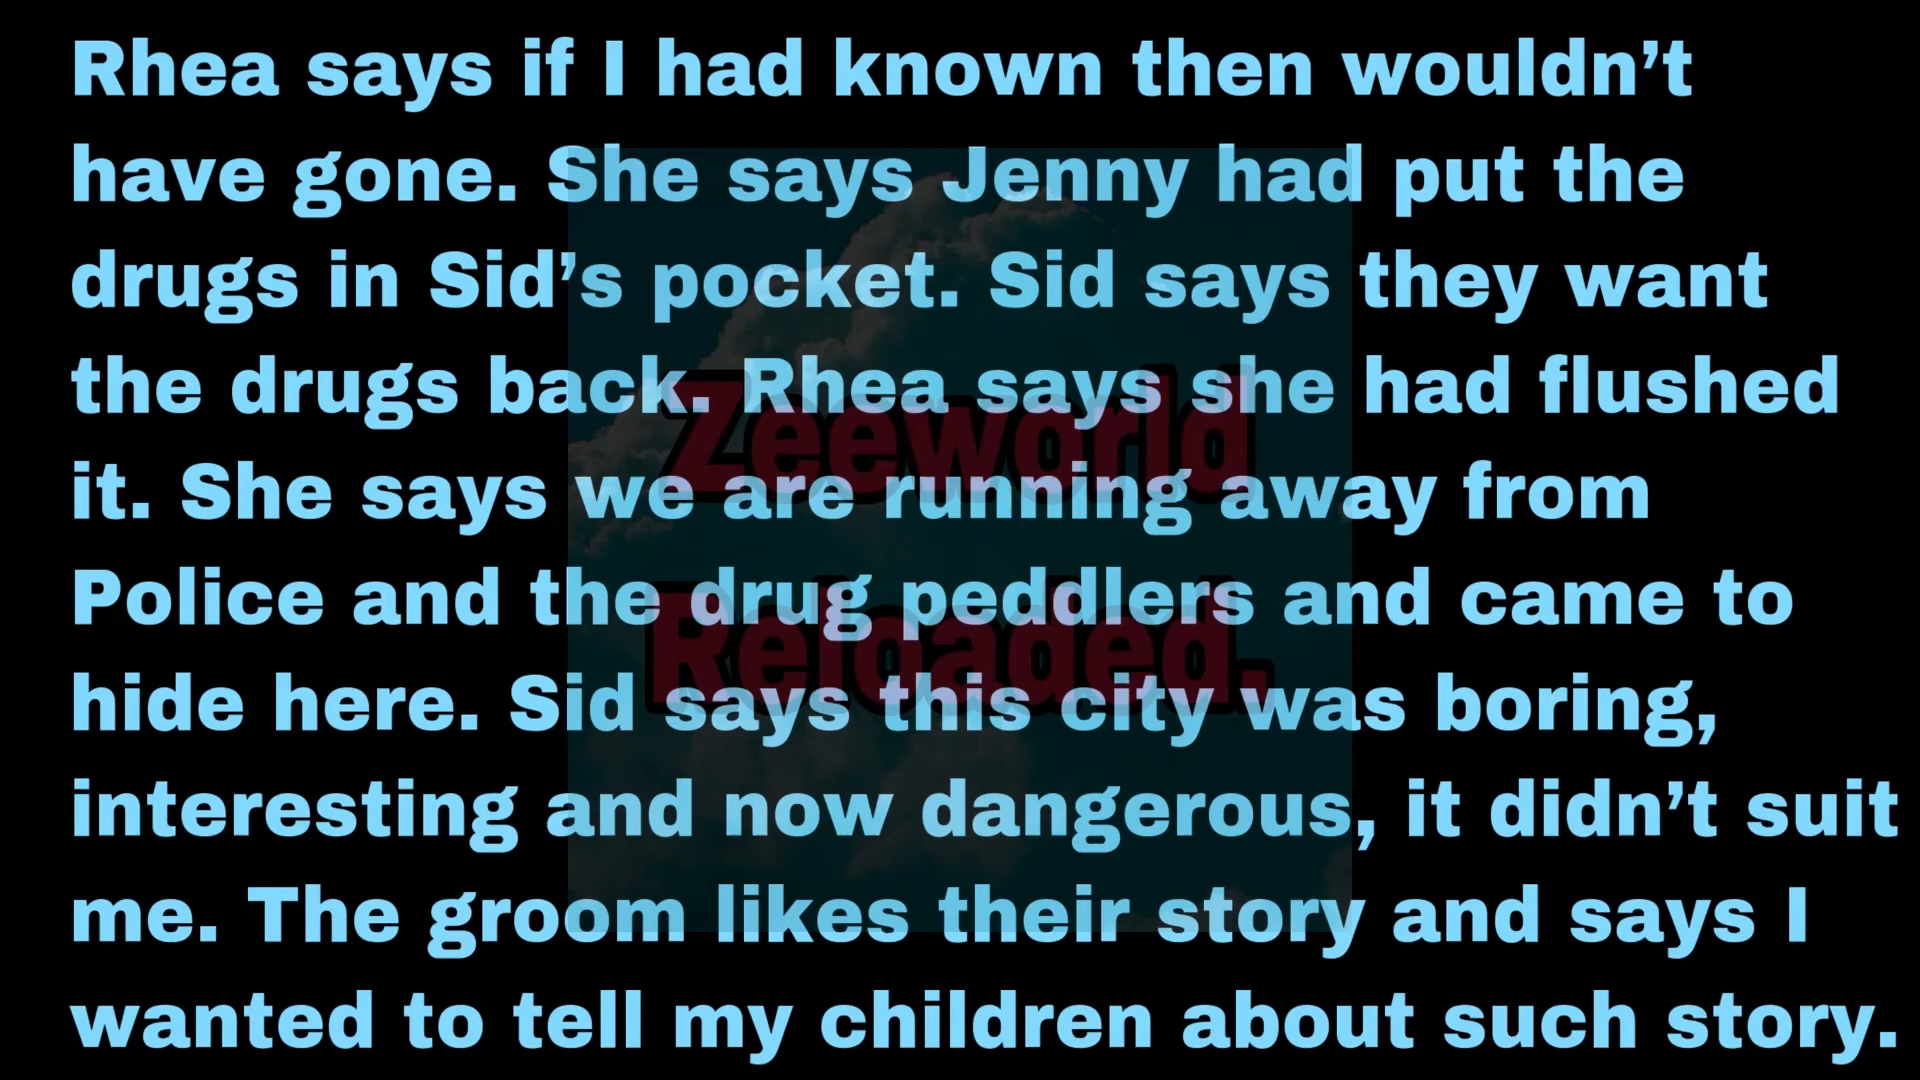 Rhea says if I had known then wouldn’t
have gone. She says Jenny had put the
drugs in Sid’s pocket. Sid says they want
the drugs back. Rhea says she had flushed
it. She says we are running away from
Police and the drug peddlers and came to
hide here. Sid says this city was boring,
interesting and now dangerous, it didn’t suit
me. The groom likes their story and says I
wanted to tell my children about such story.
Zeeworld
Reloaded.